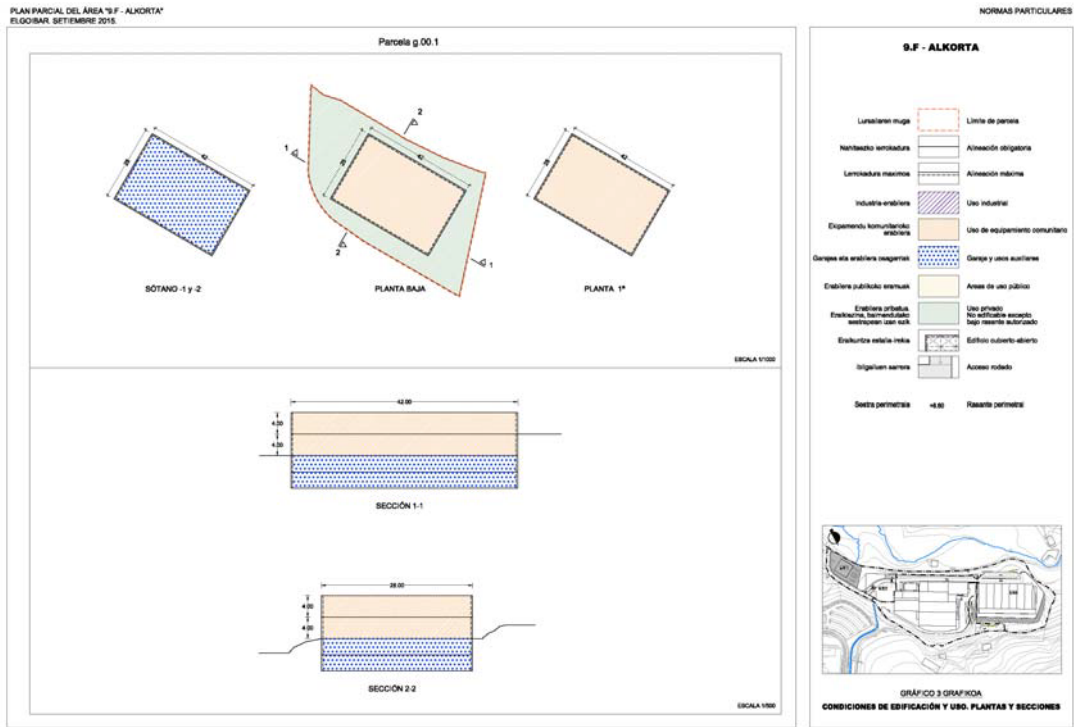 PLAN PARCIAL DEL ÁREA "9.F - ALKORTA"
ELGOIBAR. SETIEMBRE 2015.
NORMAS PARTICULARES
Parcela g.00.1
28
42
SÓTANO -1 y -2
1
2
28
42
2
1
PLANTA BAJA
28
42
PLANTA 1ª
ESCALA 1/1000
42.00
4.00
4.00
SECCIÓN 1-1
28.00
4.00
4.00
SECCIÓN 2-2
ESCALA 1/500
9.F - ALKORTA
Lursailaren muga
Límite de parcela
Nahitaezko lerrokadura
Alineación obligatoria
Lerrokadura maximoa
Alineación máxima
Industria-erabilera
Uso industrial
Ekipamendu komunitarioko
erabilera
Uso de equipamiento comunitario
Garajea eta erabilera osagarriak
Garaje y usos auxiliares
Erabilera publikoko eremuak
Areas de uso público
Erabilera pribatua.
Eraikiezina, baimendutako
sestrapean izan ezik
Uso privado
No edificable excepto
bajo rasante autorizado
Eraikuntza estalia-irekia
Edificio cubierto-abierto
Ibilgailuen sarrera
Acceso rodado
Sestra perimetrala
Rasante perimetral
GRÁFICO 3 GRAFIKOA
CONDICIONES DE EDIFICACIÓN Y USO. PLANTAS Y SECCIONES